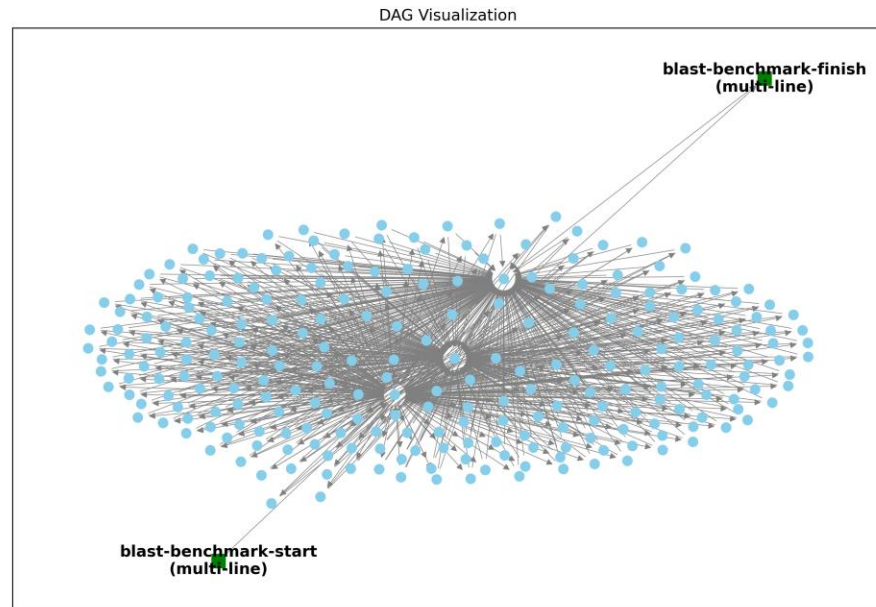 DAG Visualization
blast-benchmark-finish
(multi-line)
blast-benchmark-start
(multi-line)